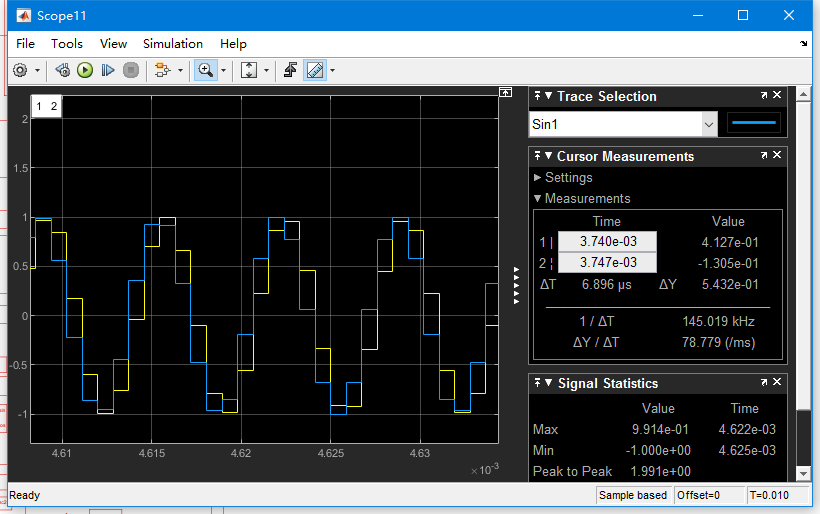 Scope11
File Tools View Simulation Help
1 2
Trace Selection
Sin1
Cursor Measurements
Settings
Measurements
Time Value
1 | 3.740e-03 4.127e-01
2 ¦ 3.747e-03 -1.305e-01
ΔT 6.896 µs ΔY 5.432e-01
1 / ΔT 145.019 kHz
ΔY / ΔT 78.779 (/ms)
Signal Statistics
Value Time
Max 9.914e-01 4.622e-03
Min -1.000e+00 4.625e-03
Peak to Peak 1.991e+00
2
1.5
1
0.5
0
-0.5
-1
4.61 4.615 4.62 4.625 4.63
×10-3
Ready Sample based Offset=0 T=0.010